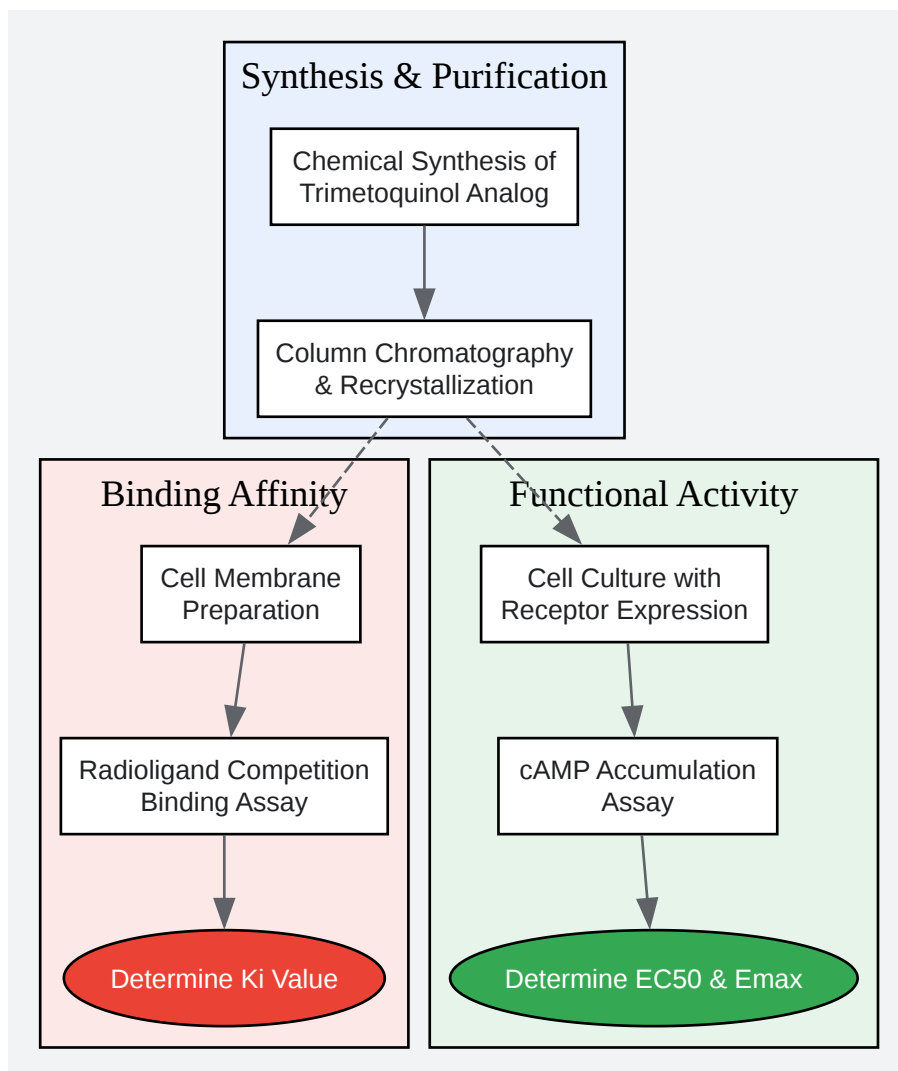 Synthesis & Purification
Chemical Synthesis of
Trimetoquinol Analog
Column Chromatography
& Recrystallization
Binding Affinity
Cell Membrane
Preparation
Radioligand Competition
Binding Assay
Determine Ki Value
Functional Activity
Cell Culture with
Receptor Expression
cAMP Accumulation
Assay
Determine EC50 & Emax